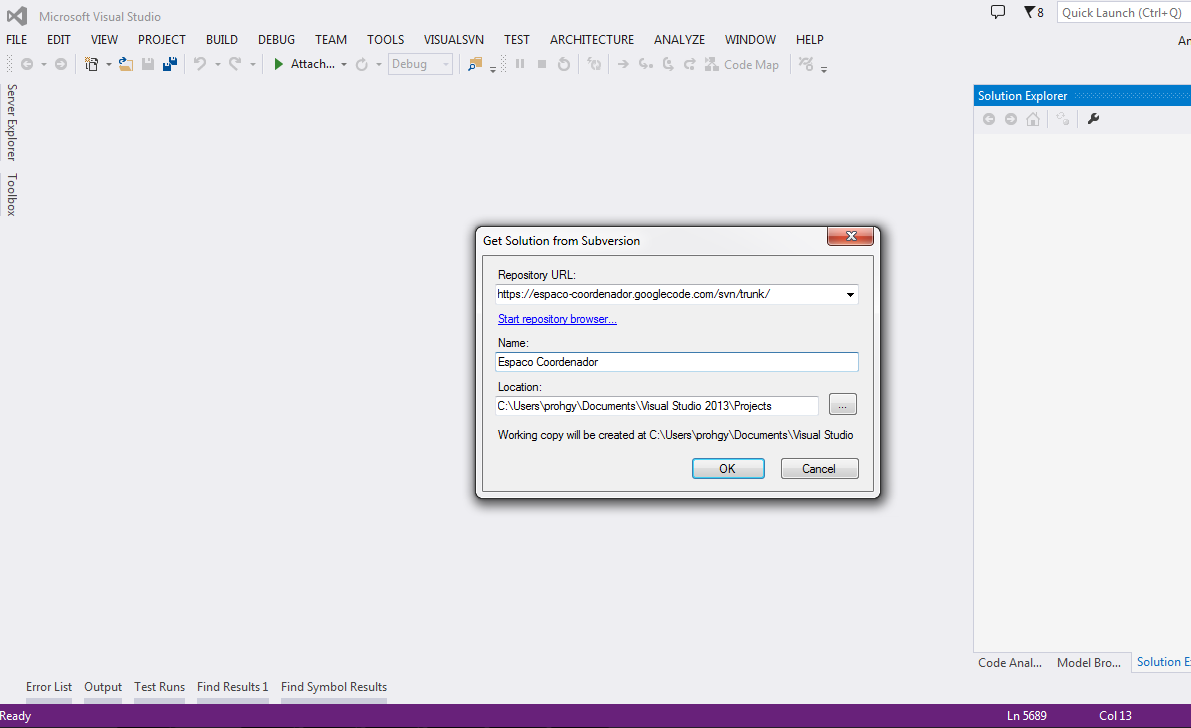 Microsoft Visual Studio
8
Quick Launch (Ctrl+Q)
FILE EDIT VIEW PROJECT BUILD DEBUG TEAM TOOLS VISUALSVN TEST ARCHITECTURE ANALYZE WINDOW HELP
An
Attach... Debug Code Map
Server Explorer
Toolbox
Solution Explorer
Get Solution from Subversion
Repository URL:
https://espaco-coordenador.googlecode.com/svn/trunk/
Start repository browser...
Name:
Espaco Coordenador
Location:
C:\Users\prohgy\Documents\Visual Studio 2013\Projects
...
Working copy will be created at C:\Users\prohgy\Documents\Visual Studio
OK Cancel
Code Anal... Model Bro... Solution E
Error List Output Test Runs Find Results 1 Find Symbol Results
Ready Ln 5689 Col 13